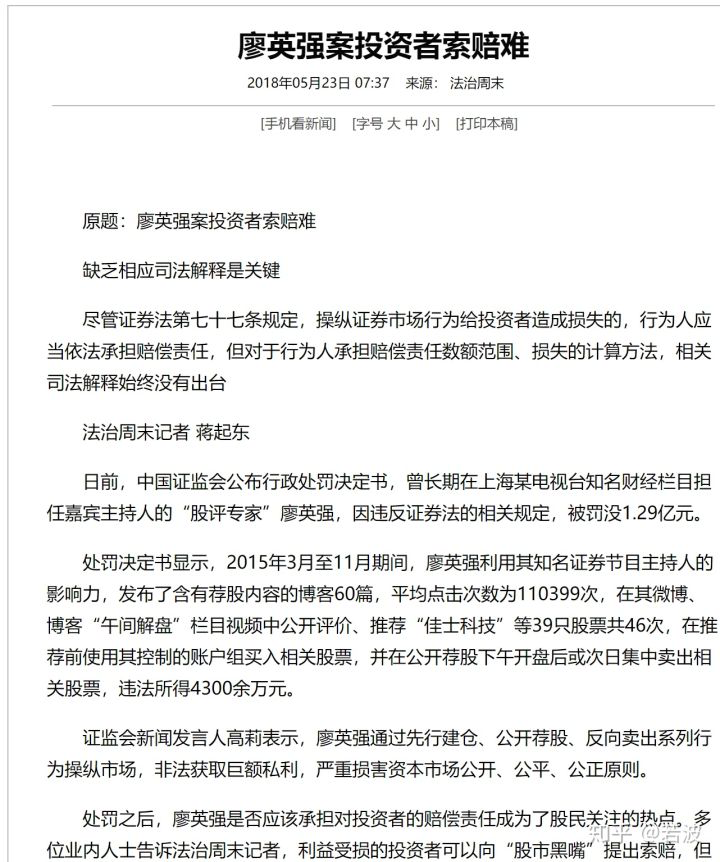 廖英强案投资者索赔难
2018年05月23日 07:37 来源： 法治周末
[手机看新闻] [字号 大 中 小] [打印本稿]
原题：廖英强案投资者索赔难
缺乏相应司法解释是关键
尽管证券法第七十七条规定，操纵证券市场行为给投资者造成损失的，行为人应
当依法承担赔偿责任，但对于行为人承担赔偿责任数额范围、损失的计算方法，相关
司法解释始终没有出台
法治周末记者 蒋起东
日前，中国证监会公布行政处罚决定书，曾长期在上海某电视台知名财经栏目担
任嘉宾主持人的“股评专家”廖英强，因违反证券法的相关规定，被罚没1.29亿元。
处罚决定书显示，2015年3月至11月期间，廖英强利用其知名证券节目主持人的
影响力，发布了含有荐股内容的博客60篇，平均点击次数为110399次，在其微博、
博客“午间解盘”栏目视频中公开评价、推荐“佳士科技”等39只股票共46次，在推
荐前使用其控制的账户组买入相关股票，并在公开荐股下午开盘后或次日集中卖出相
关股票，违法所得4300余万元。
证监会新闻发言人高莉表示，廖英强通过先行建仓、公开荐股、反向卖出系列行
为操纵市场，非法获取巨额私利，严重损害资本市场公开、公平、公正原则。
处罚之后，廖英强是否应该承担对投资者的赔偿责任成为了股民关注的热点。多
位业内人士告诉法治周末记者，利益受损的投资者可以向“股市黑嘴”提出索赔，但
知乎 @若波